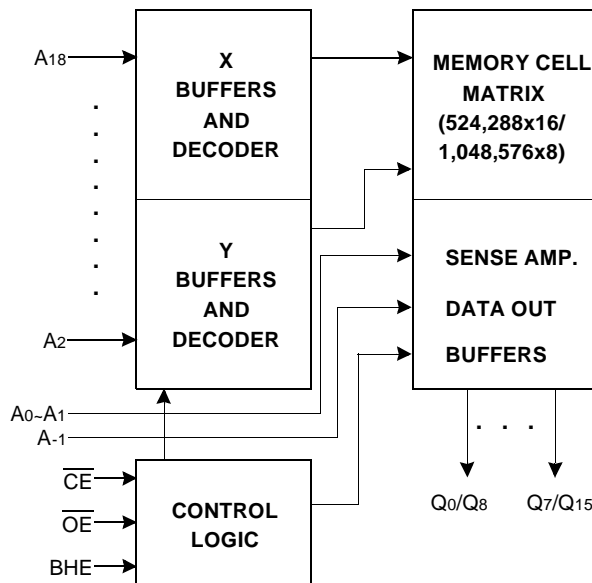 A18
X
BUFFERS
AND
DECODER
MEMORY CELL
MATRIX
(524,288x16/
1,048,576x8)
Y
BUFFERS
AND
DECODER
SENSE AMP.
DATA OUT
BUFFERS
A2
A0~A1
A-1
CE
OE
BHE
CONTROL
LOGIC
. . .
Q0/Q8
Q7/Q15